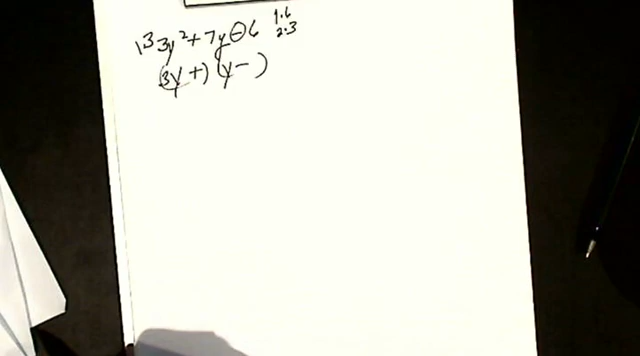 1·3 3y² + 7y ⊖ 6 1·6
2·3
(3y + ) (y - )